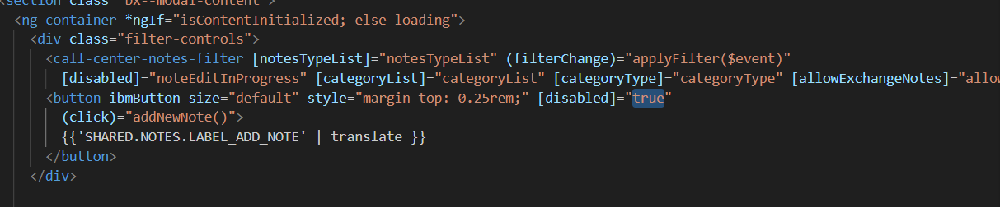 <section class="bx--modal-content">
<ng-container *ngIf="isContentInitialized; else loading">
<div class="filter-controls">
<call-center-notes-filter [notesTypeList]="notesTypeList" (filterChange)="applyFilter($event)"
[disabled]="noteEditInProgress" [categoryList]="categoryList" [categoryType]="categoryType" [allowExchangeNotes]="allow
<button ibmButton size="default" style="margin-top: 0.25rem;" [disabled]="true"
(click)="addNewNote()">
{{'SHARED.NOTES.LABEL_ADD_NOTE' | translate }}
</button>
</div>